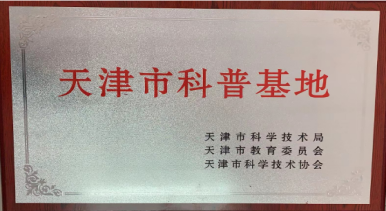 天津市科普基地
天津市科学技术局
天津市教育委员会
天津市科学技术协会